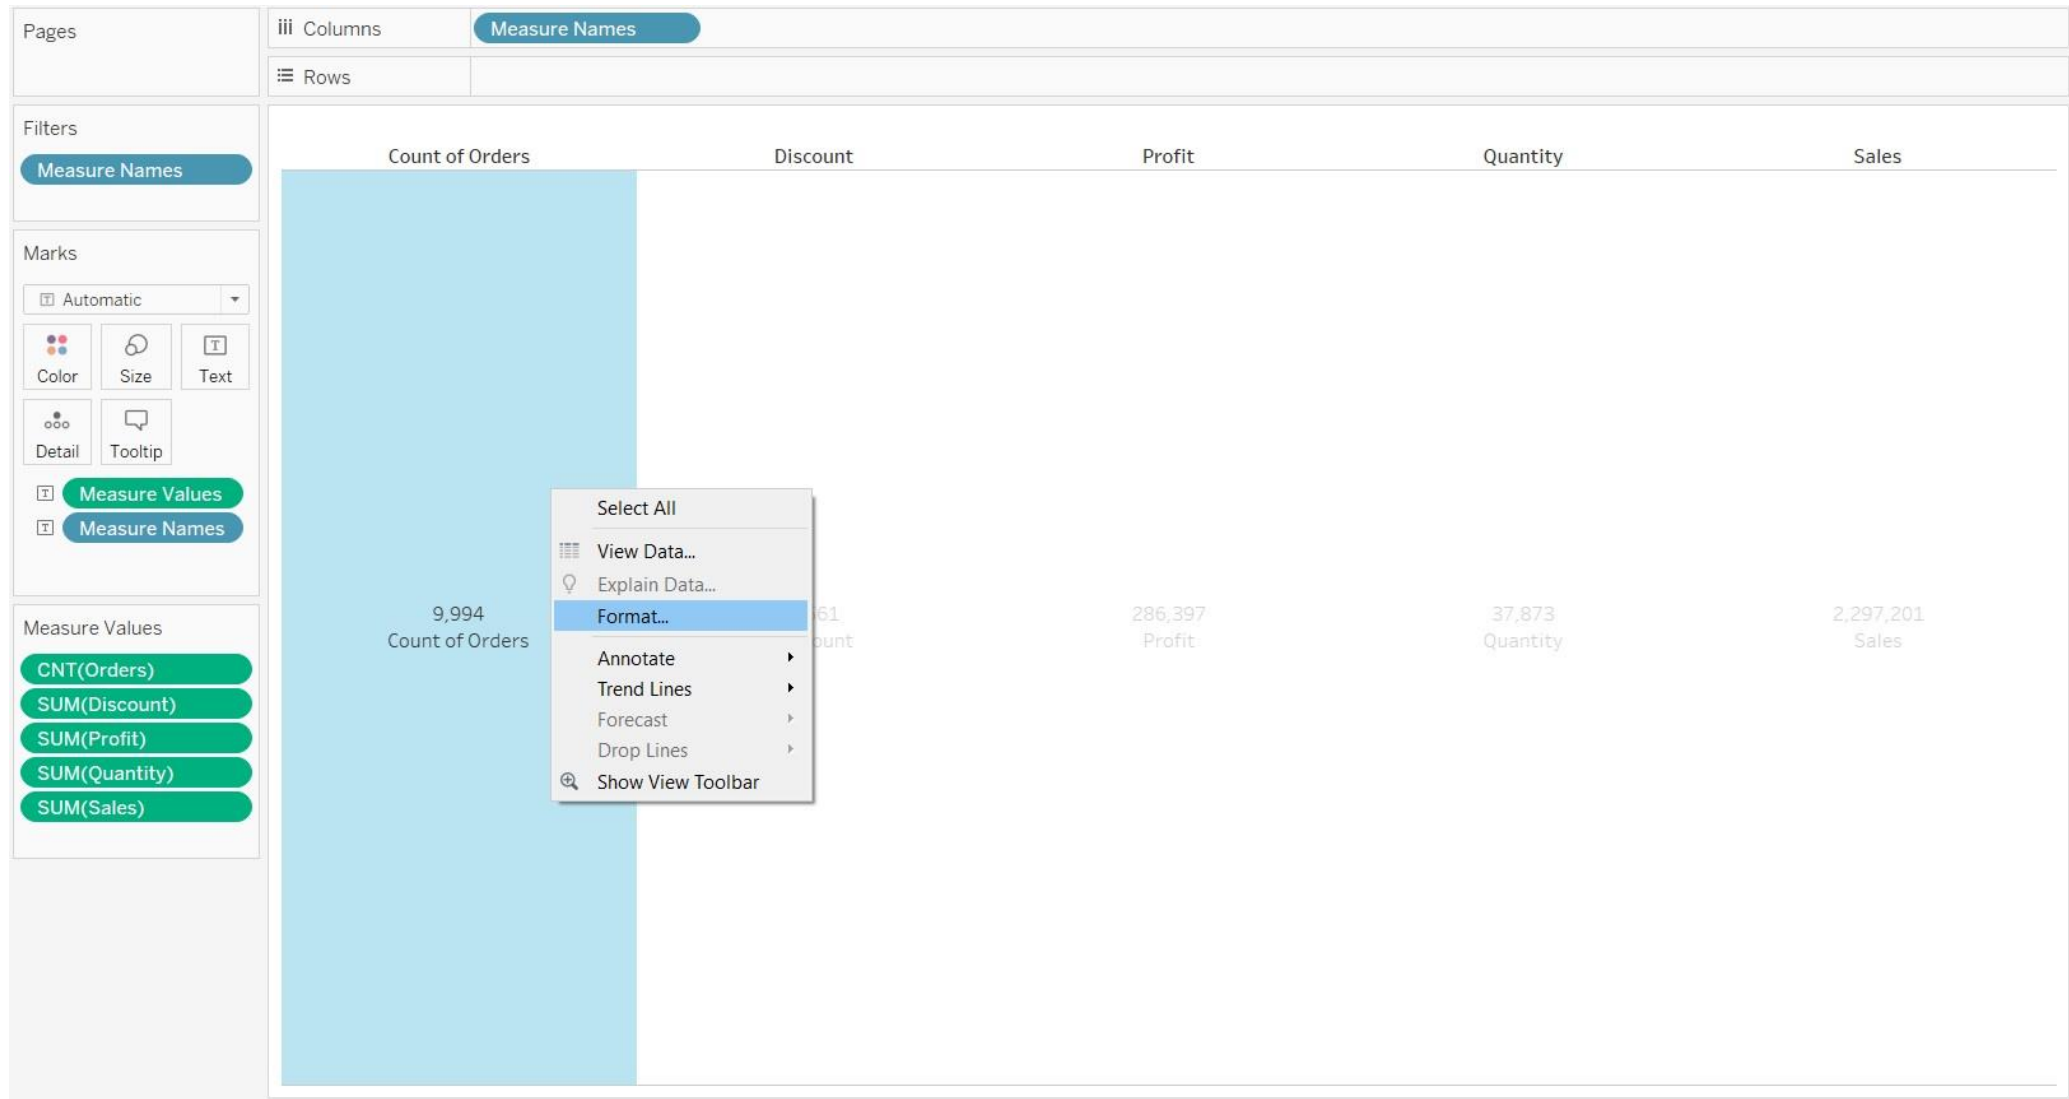 Pages
iii Columns
Measure Names
Rows
Filters
Measure Names
Marks
Automatic
Color
Size
Text
Detail
Tooltip
Measure Values
Measure Names
Measure Values
CNT(Orders)
SUM(Discount)
SUM(Profit)
SUM(Quantity)
SUM(Sales)
Count of Orders
Discount
Profit
Quantity
Sales
9,994
Count of Orders
286,397
Profit
37,873
Quantity
2,297,201
Sales
Select All
View Data...
Explain Data...
Format...
Annotate
Trend Lines
Forecast
Drop Lines
Show View Toolbar